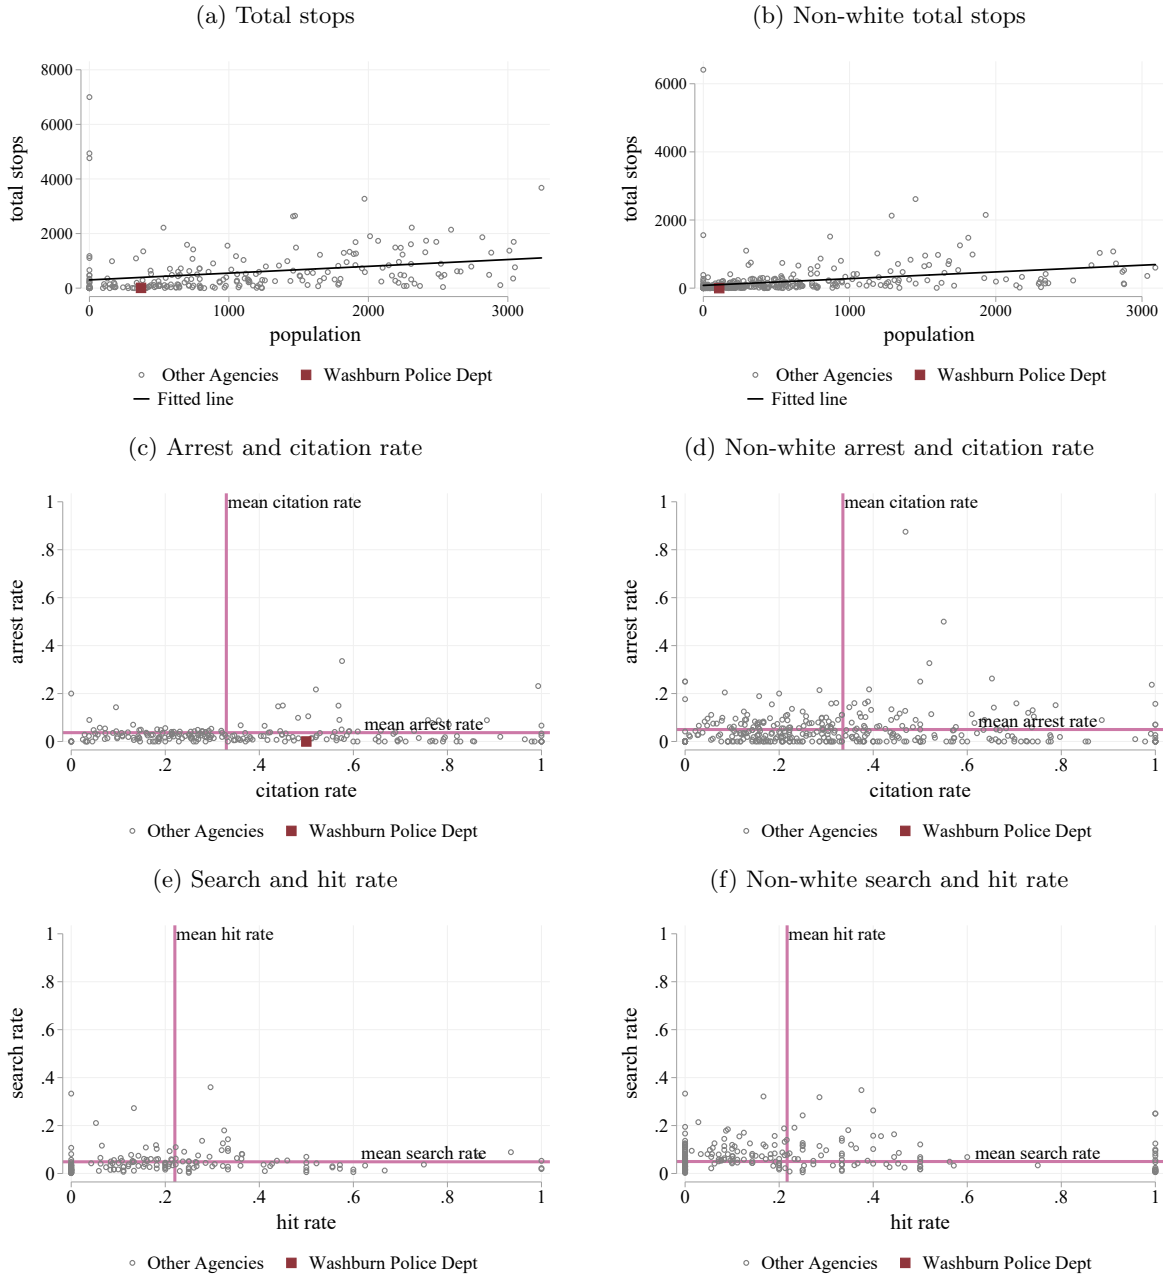 (a) Total stops
(b) Non-white total stops
8000
6000
4000
2000
0
total stops
0 1000 2000 3000
population
Other Agencies Washburn Police Dept
Fitted line
6000
4000
2000
0
total stops
0 1000 2000 3000
population
Other Agencies Washburn Police Dept
Fitted line
(c) Arrest and citation rate
(d) Non-white arrest and citation rate
1
.8
.6
.4
.2
0
arrest rate
mean citation rate
mean arrest rate
0 .2 .4 .6 .8 1
citation rate
Other Agencies Washburn Police Dept
1
.8
.6
.4
.2
0
arrest rate
mean citation rate
mean arrest rate
0 .2 .4 .6 .8 1
citation rate
Other Agencies Washburn Police Dept
(e) Search and hit rate
(f) Non-white search and hit rate
1
.8
.6
.4
.2
0
search rate
mean hit rate
mean search rate
0 .2 .4 .6 .8 1
hit rate
Other Agencies Washburn Police Dept
1
.8
.6
.4
.2
0
search rate
mean hit rate
mean search rate
0 .2 .4 .6 .8 1
hit rate
Other Agencies Washburn Police Dept